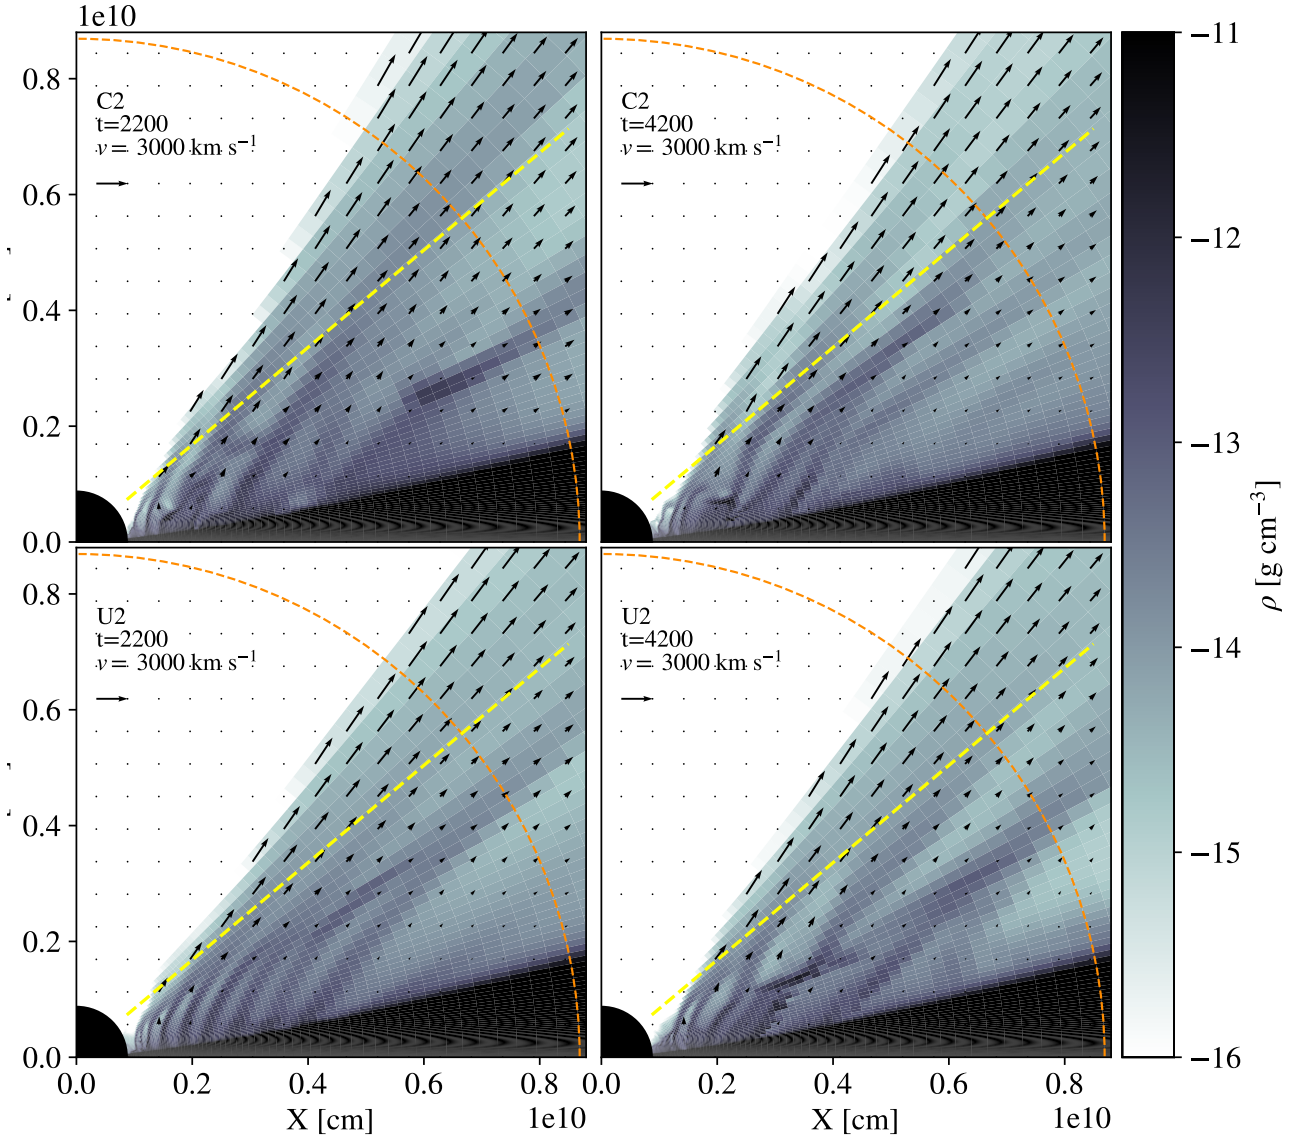 1e10
0.8
0.6
0.4
0.2
0.0
C2
t=2200
v = 3000 km s⁻¹
C2
t=4200
v = 3000 km s⁻¹
0.8
0.6
0.4
0.2
0.0
U2
t=2200
v = 3000 km s⁻¹
U2
t=4200
v = 3000 km s⁻¹
0.0 0.2 0.4 0.6 0.8
X [cm]
1e10
0.0 0.2 0.4 0.6 0.8
X [cm]
1e10
−11
−12
−13
−14
−15
−16
ρ [g cm⁻³]